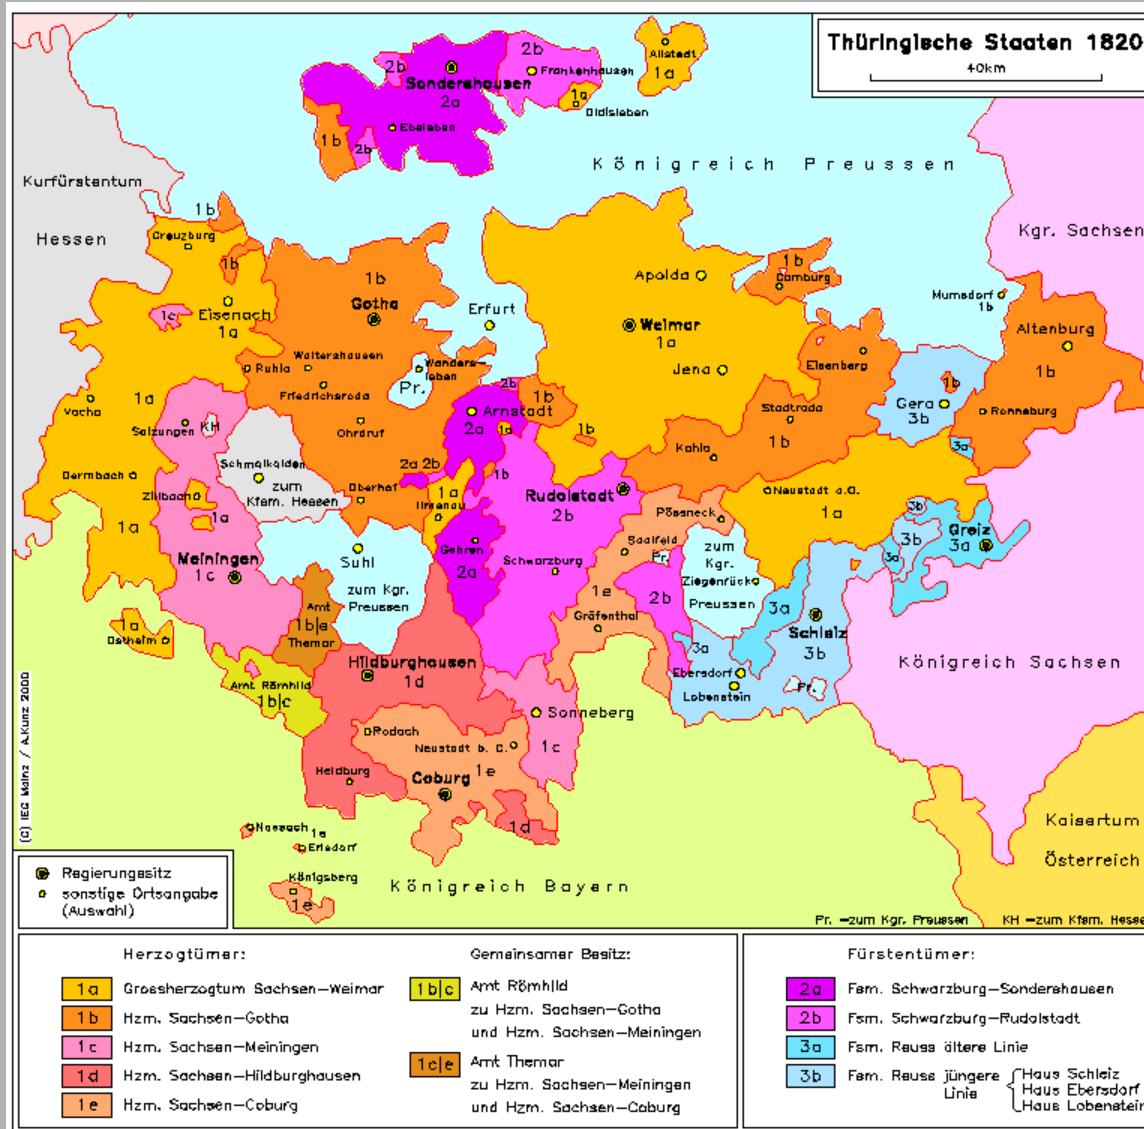 Thüringische Staaten 1820
40km
Allstedt
1a
2b
2b
Frankenhausen
Sondershausen
2a
1a
Oldisleben
Ebeleben
1b
2b
Königreich Preussen
Kurfürstentum
Hessen
Kgr. Sachsen
1b
Creuzburg
1b
1b
Gotha
Apolda
1b
Camburg
Mumsdorf
1b
1c
Eisenach
1a
Erfurt
Weimar
1a
Altenburg
1b
Waltershausen
Ruhla
Friedrichsroda
Pr.
Wanders-
leben
Jena
Eisenberg
1b
Gera
3b
Vacha
1a
Salzungen
KH
Ohrdruf
2b
1b
Arnstadt
2a
1a
1b
Stadtroda
1b
Ronneburg
3a
Kahla
Schmalkalden
zum
Kfsm. Hessen
2a 2b
1b
Dermbach
Zillbach
Oberhof
1a
Ilmenau
Rudolstadt
2b
Neustadt a.O.
1a
1a
1a
Pössneck
3b
3b
Greiz
3a
3a
Meiningen
1c
Suhl
zum Kgr.
Preussen
Gehren
2a
Schwarzburg
Saalfeld
Pr.
zum
Kgr.
Ziegenrück
Preussen
1e
2b
Gräfenthal
3a
Schleiz
3b
1a
Ostheim
Amt
1b|e
Themar
Hildburghausen
1d
3a
Ebersdorf
Lobenstein
Pr.
Königreich Sachsen
Amt Römhild
1b|c
Sonneberg
1c
Rodach
Neustadt b. C.
1e
Heldburg
Coburg
1d
Nassach
1e
Erlsdorf
Königsberg
1e
Königreich Bayern
Kaisertum
Österreich
(C) IEG Mainz / A.Kunz 2000
Regierungssitz
sonstige Ortsangabe
(Auswahl)
Pr. =zum Kgr. Preussen KH =zum Kfsm. Hesse
Herzogtümer:
1a Grossherzogtum Sachsen-Weimar
1b Hzm. Sachsen-Gotha
1c Hzm. Sachsen-Meiningen
1d Hzm. Sachsen-Hildburghausen
1e Hzm. Sachsen-Coburg
Gemeinsamer Besitz:
1b|c Amt Römhild
zu Hzm. Sachsen-Gotha
und Hzm. Sachsen-Meiningen
1c|e Amt Themar
zu Hzm. Sachsen-Meiningen
und Hzm. Sachsen-Coburg
Fürstentümer:
2a Fsm. Schwarzburg-Sondershausen
2b Fsm. Schwarzburg-Rudolstadt
3a Fsm. Reuss ältere Linie
3b Fsm. Reuss jüngere
Linie
Haus Schleiz
Haus Ebersdorf
Haus Lobenstein